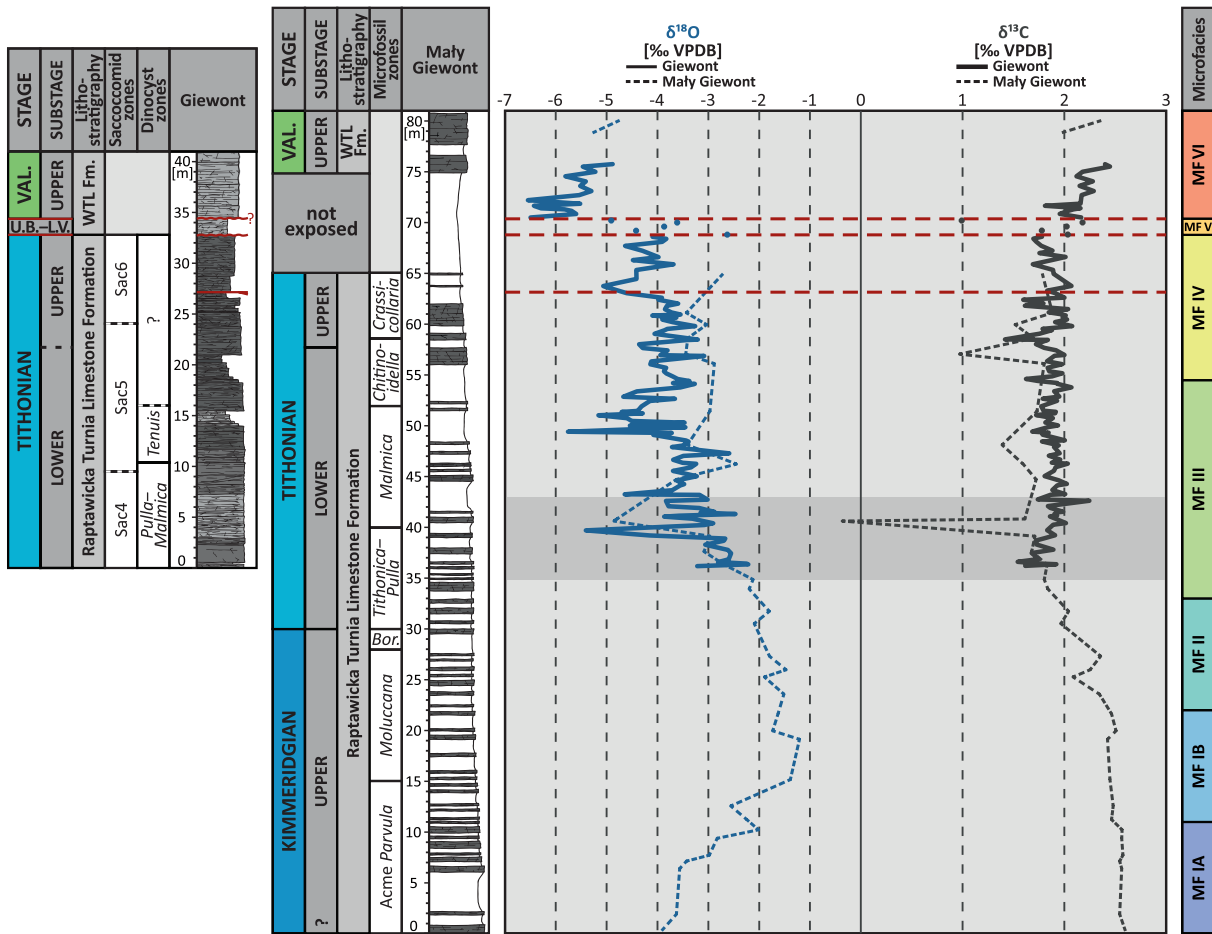 STAGE
SUBSTAGE
Litho-
stratigraphy
Saccoccomid
zones
Dinocyst
zones
Giewont
VAL.
UPPER
WTL Fm.
U.B.–L.V.
TITHONIAN
UPPER
LOWER
Raptawicka Turnia Limestone Formation
Sac6
Sac5
Sac4
?
Tenuis
Pulla–
Malmica
40
[m]
35
30
25
20
15
10
5
0
?
STAGE
SUBSTAGE
Litho-
stratigraphy
Microfossil
zones
Mały
Giewont
VAL.
UPPER
WTL
Fm.
not
exposed
TITHONIAN
UPPER
LOWER
KIMMERIDGIAN
UPPER
?
Raptawicka Turnia Limestone Formation
Crassi-
collaria
Chitino-
idella
Malmica
Tithonica–
Pulla
Bor.
Moluccana
Acme Parvula
80
[m]
75
70
65
60
55
50
45
40
35
30
25
20
15
10
5
0
δ¹⁸O
[‰ VPDB]
Giewont
Mały Giewont
δ¹³C
[‰ VPDB]
Giewont
Mały Giewont
-7 -6 -5 -4 -3 -2 -1 0 1 2 3
Microfacies
MF VI
MF V
MF IV
MF III
MF II
MF IB
MF IA